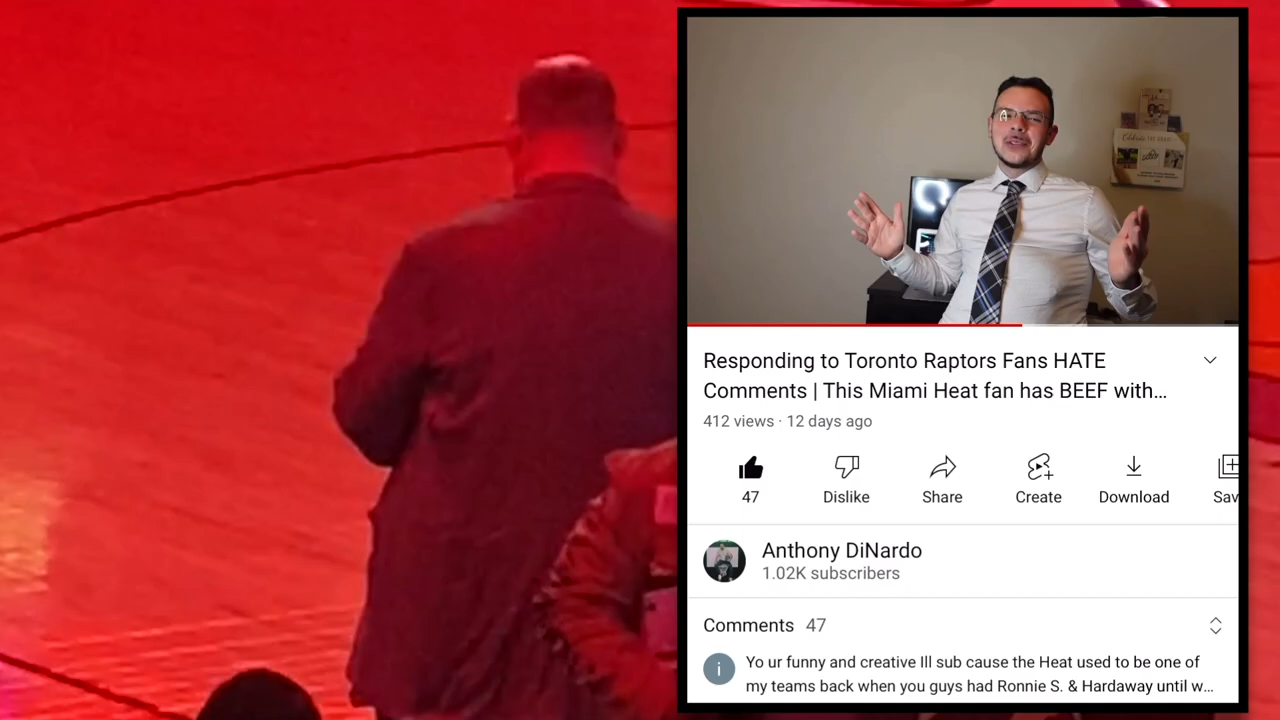 Responding to Toronto Raptors Fans HATE
Comments | This Miami Heat fan has BEEF with…
412 views · 12 days ago
47
Dislike
Share
Create
Download
Sav
Anthony DiNardo
1.02K subscribers
Comments 47
Yo ur funny and creative Ill sub cause the Heat used to be one of
my teams back when you guys had Ronnie S. & Hardaway until w…